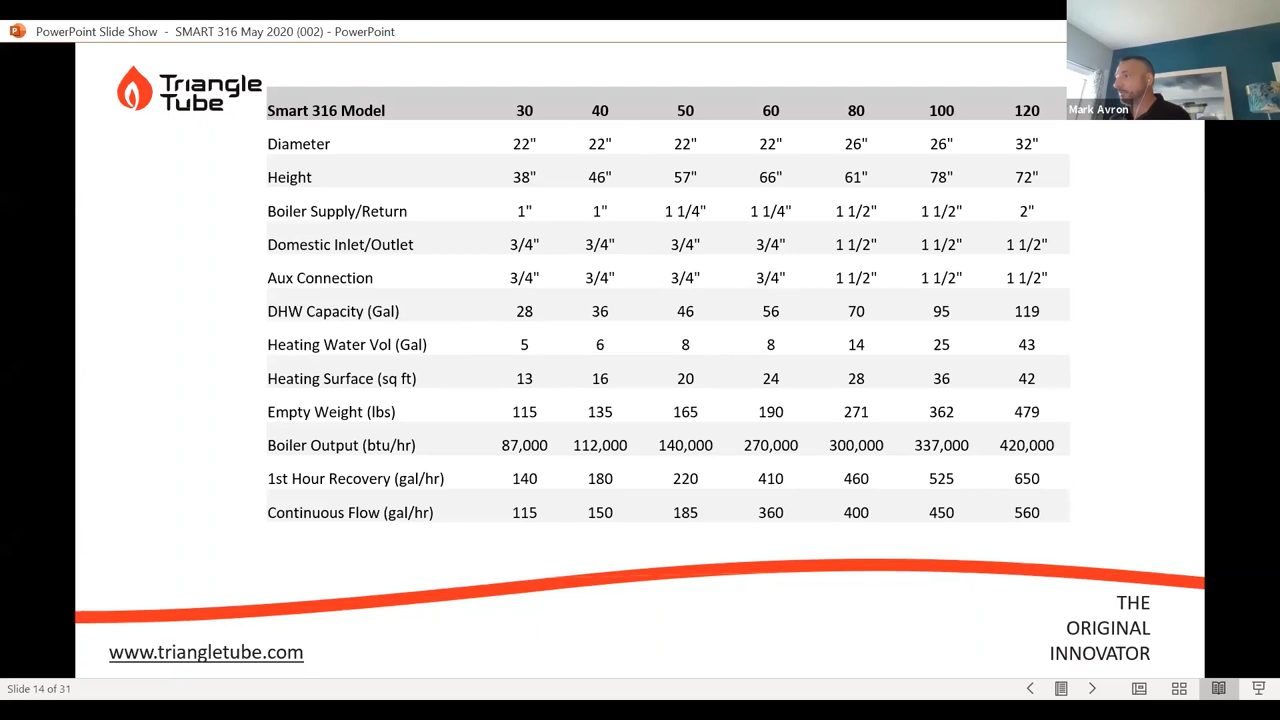 PowerPoint Slide Show - SMART 316 May 2020 (002) - PowerPoint
Triangle
Tube
Mark Avron
Smart 316 Model 30 40 50 60 80 100 120
Diameter 22" 22" 22" 22" 26" 26" 32"
Height 38" 46" 57" 66" 61" 78" 72"
Boiler Supply/Return 1" 1" 1 1/4" 1 1/4" 1 1/2" 1 1/2" 2"
Domestic Inlet/Outlet 3/4" 3/4" 3/4" 3/4" 1 1/2" 1 1/2" 1 1/2"
Aux Connection 3/4" 3/4" 3/4" 3/4" 1 1/2" 1 1/2" 1 1/2"
DHW Capacity (Gal) 28 36 46 56 70 95 119
Heating Water Vol (Gal) 5 6 8 8 14 25 43
Heating Surface (sq ft) 13 16 20 24 28 36 42
Empty Weight (lbs) 115 135 165 190 271 362 479
Boiler Output (btu/hr) 87,000 112,000 140,000 270,000 300,000 337,000 420,000
1st Hour Recovery (gal/hr) 140 180 220 410 460 525 650
Continuous Flow (gal/hr) 115 150 185 360 400 450 560
THE
ORIGINAL
INNOVATOR
www.triangletube.com
Slide 14 of 31